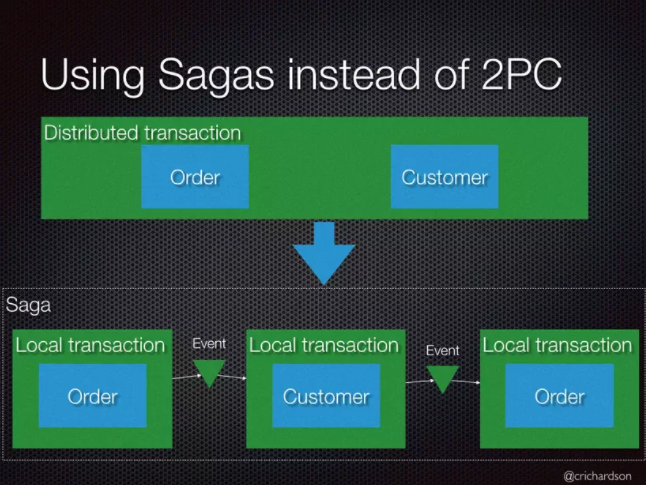 Using Sagas instead of 2PC
Distributed transaction
Order
Customer
Saga
Local transaction
Event
Local transaction
Event
Local transaction
Order
Customer
Order
@crichardson